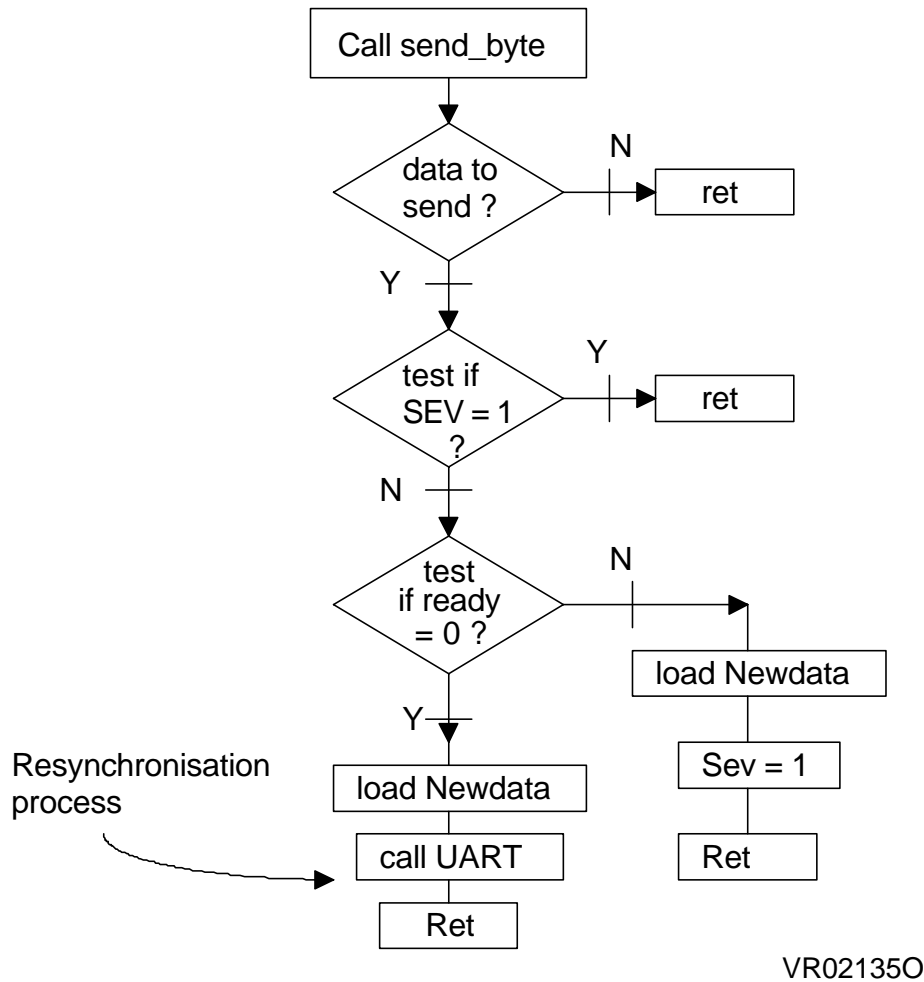 Call send_byte
data to
send ?
N
ret
Y
test if
SEV = 1
?
Y
ret
N
test
if ready
= 0 ?
N
load Newdata
Sev = 1
Ret
Y
Resynchronisation
process
load Newdata
call UART
Ret
VR02135O